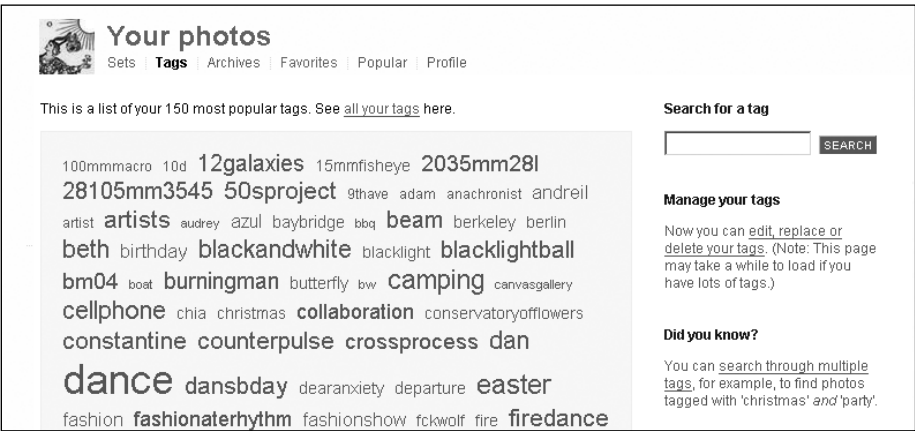 Your photos
Sets Tags Archives Favorites Popular Profile
This is a list of your 150 most popular tags. See all your tags here.
100mmmacro 10d 12galaxies 15mmfisheye 2035mm28l
28105mm3545 50sproject 9thave adam anachronist andreil
artist artists audrey azul baybridge bbq beam berkeley berlin
beth birthday blackandwhite blacklight blacklightball
bm04 boat burningman butterfly bw camping canvasgallery
cellphone chia christmas collaboration conservatoryofflowers
constantine counterpulse crossprocess dan
dance dansbday dearanxiety departure easter
fashion fashionaterhythm fashionshow fckwolf fire firedance
Search for a tag
SEARCH
Manage your tags
Now you can edit, replace or
delete your tags. (Note: This page
may take a while to load if you
have lots of tags.)
Did you know?
You can search through multiple
tags, for example, to find photos
tagged with 'christmas' and 'party'.